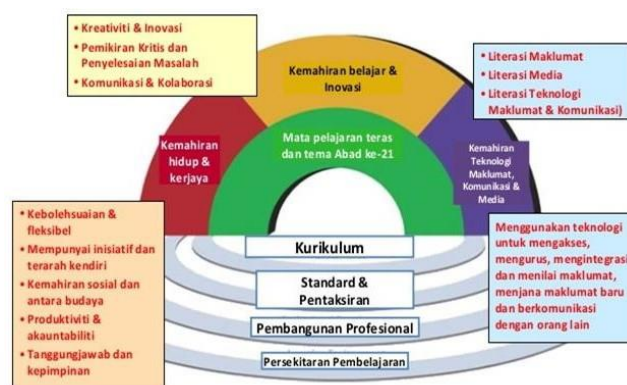 • Kreativiti & Inovasi
• Pemikiran Kritis dan
Penyelesaian Masalah
• Komunikasi & Kolaborasi
Kemahiran belajar &
Inovasi
• Literasi Maklumat
• Literasi Media
• Literasi Teknologi
Maklumat & Komunikasi)
Kemahiran
hidup &
kerjaya
Mata pelajaran teras
dan tema Abad ke-21
Kemahiran
Teknologi
Maklumat,
Komunikasi &
Media
• Kebolehsuaian &
fleksibel
• Mempunyai inisiatif dan
terarah kendiri
• Kemahiran sosial dan
antara budaya
• Produktiviti &
akauntabiliti
• Tanggungjawab dan
kepimpinan
Kurikulum
Standard &
Pentaksiran
Pembangunan Profesional
Persekitaran Pembelajaran
Menggunakan teknologi
untuk mengakses,
mengurus, mengintegrasi
dan menilai maklumat,
menjana maklumat baru
dan berkomunikasi
dengan orang lain